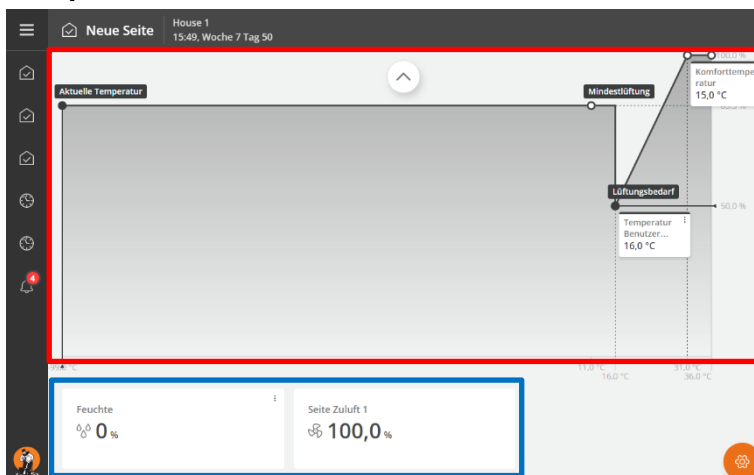 Neue Seite
House 1
15:49, Woche 7 Tag 50
100,0 %
Komforttempe
ratur
15,0 °C
Aktuelle Temperatur
Mindestlüftung
Lüftungsbedarf
50,0 %
Temperatur
Benutzer...
16,0 °C
4
11,0 °C
31,0 °C
16,0 °C
36,0 °C
Feuchte
0 %
Seite Zuluft 1
100,0 %